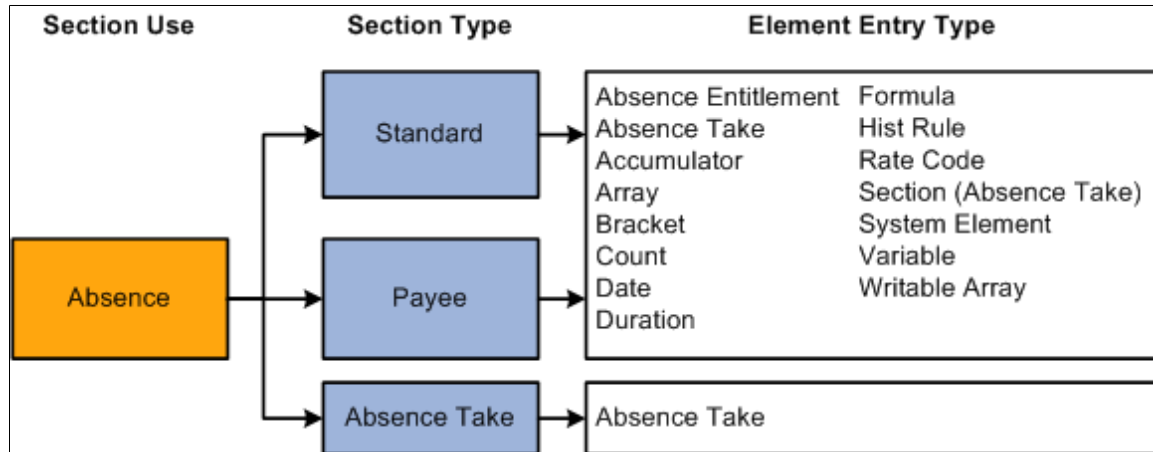 Section Use
Section Type
Element Entry Type
Absence
Standard
Payee
Absence Take
Absence Entitlement
Absence Take
Accumulator
Array
Bracket
Count
Date
Duration
Formula
Hist Rule
Rate Code
Section (Absence Take)
System Element
Variable
Writable Array
Absence Take